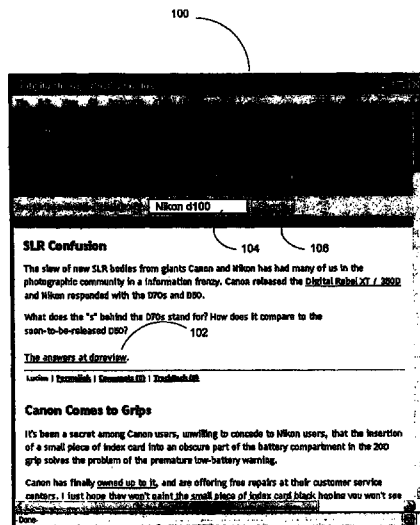 100
Nikon d100
104
106
SLR Confusion
The slew of new SLR bodies from giants Canon and Nikon has had many of us in the
photographic community in a information frenzy. Canon released the Digital Rebel XT / 350D
and Nikon responded with the D70s and D50.
What does the "s" behind the D70s stand for? How does it compare to the
soon-to-be-released D50?
102
The answers at dpreview.
Lucian | Permalink | Comments (1) | TrackBack (0)
Canon Comes to Grips
It's been a secret among Canon users, unwilling to concede to Nikon users, that the insertion
of a small piece of index card into an obscure part of the battery compartment in the 20D
grip solves the problem of the premature low-battery warning.
Canon has finally owned up to it, and are offering free repairs at their customer service
centers. I just hope they won't paint the small piece of index card black hoping you won't see
Done